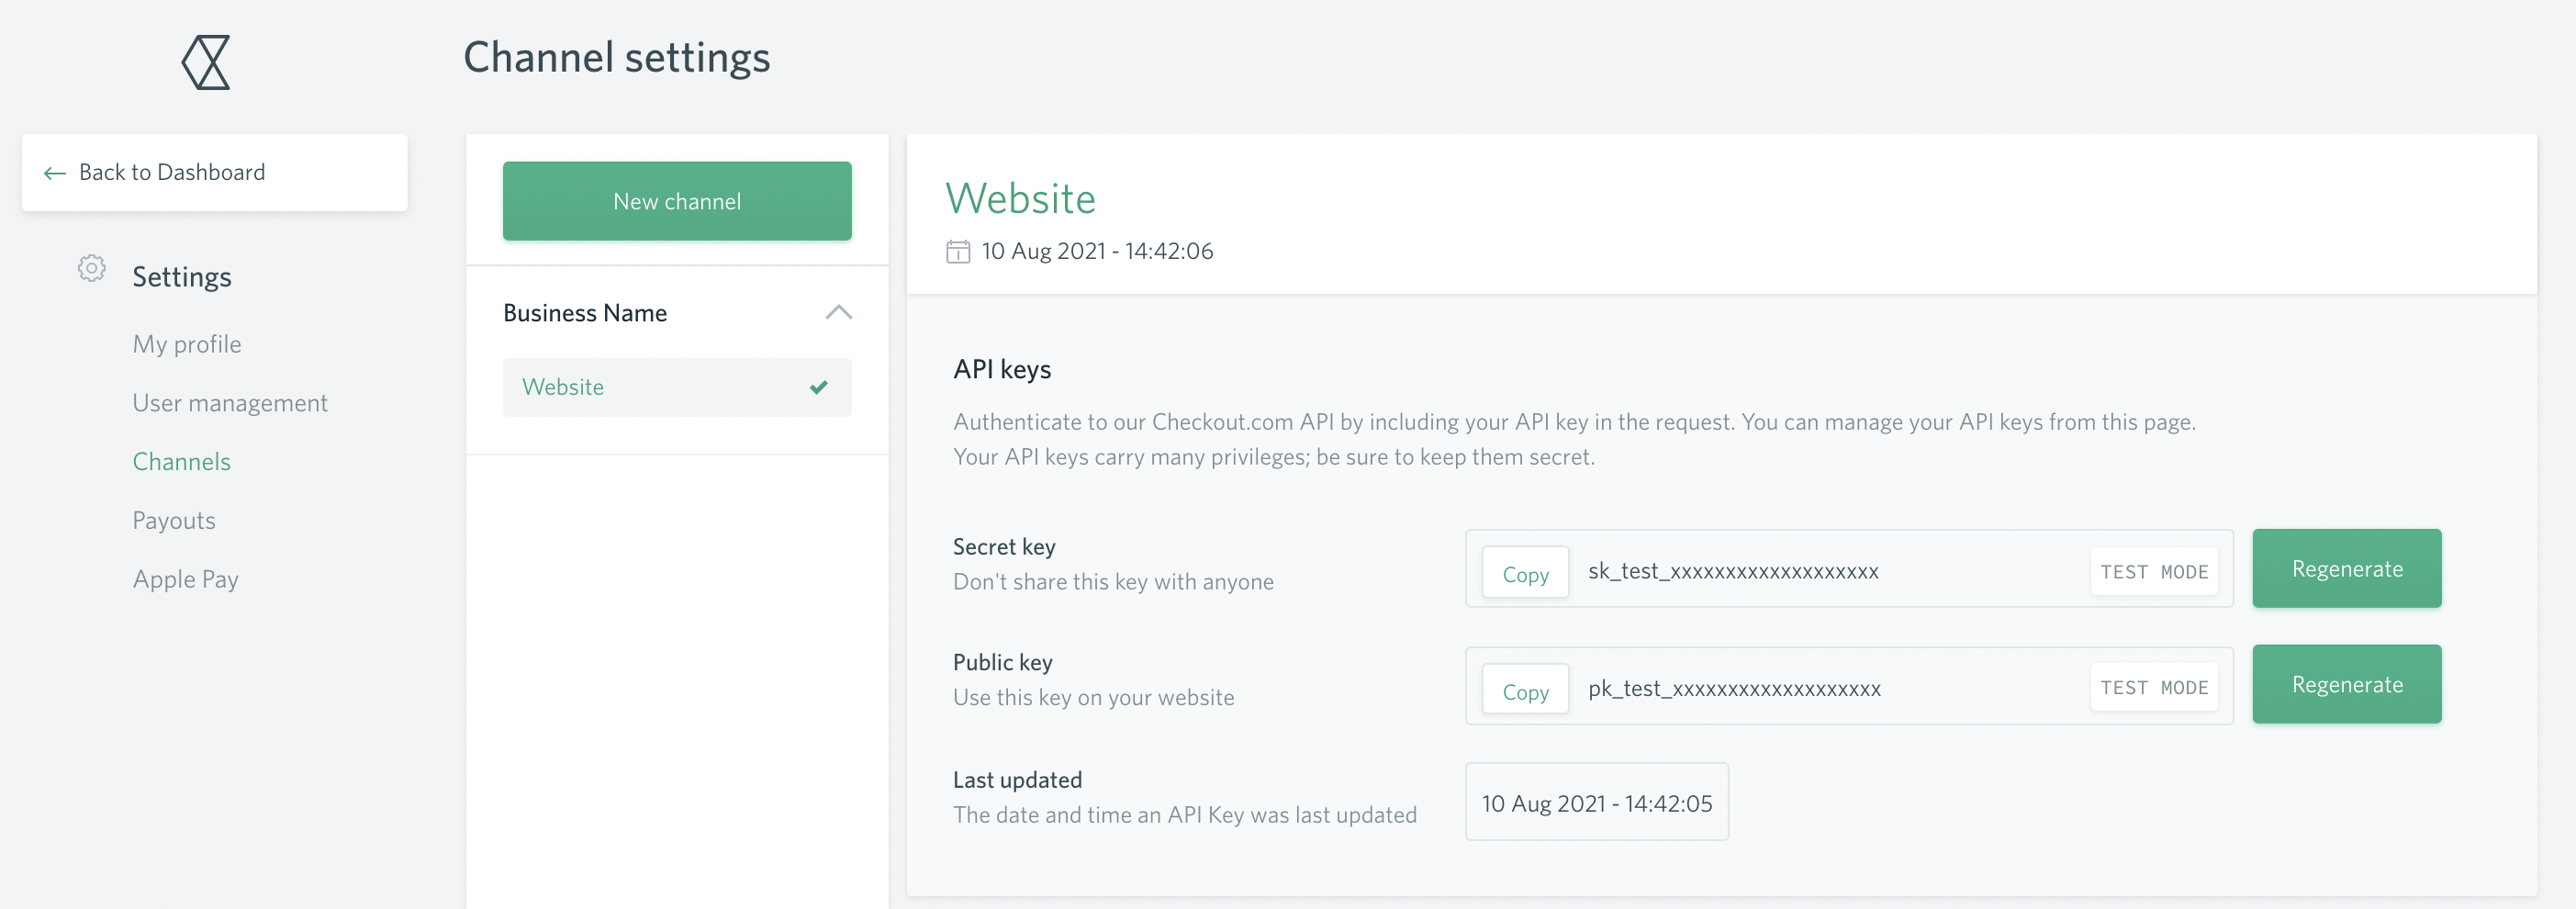 Channel settings
Back to Dashboard
Settings
My profile
User management
Channels
Payouts
Apple Pay
New channel
Business Name
Website
Website
10 Aug 2021 - 14:42:06
API keys
Authenticate to our Checkout.com API by including your API key in the request. You can manage your API keys from this page.
Your API keys carry many privileges; be sure to keep them secret.
Secret key
Don't share this key with anyone
Copy
sk_test_xxxxxxxxxxxxxxxxxxx
TEST MODE
Regenerate
Public key
Use this key on your website
Copy
pk_test_xxxxxxxxxxxxxxxxxxx
TEST MODE
Regenerate
Last updated
The date and time an API Key was last updated
10 Aug 2021 - 14:42:05